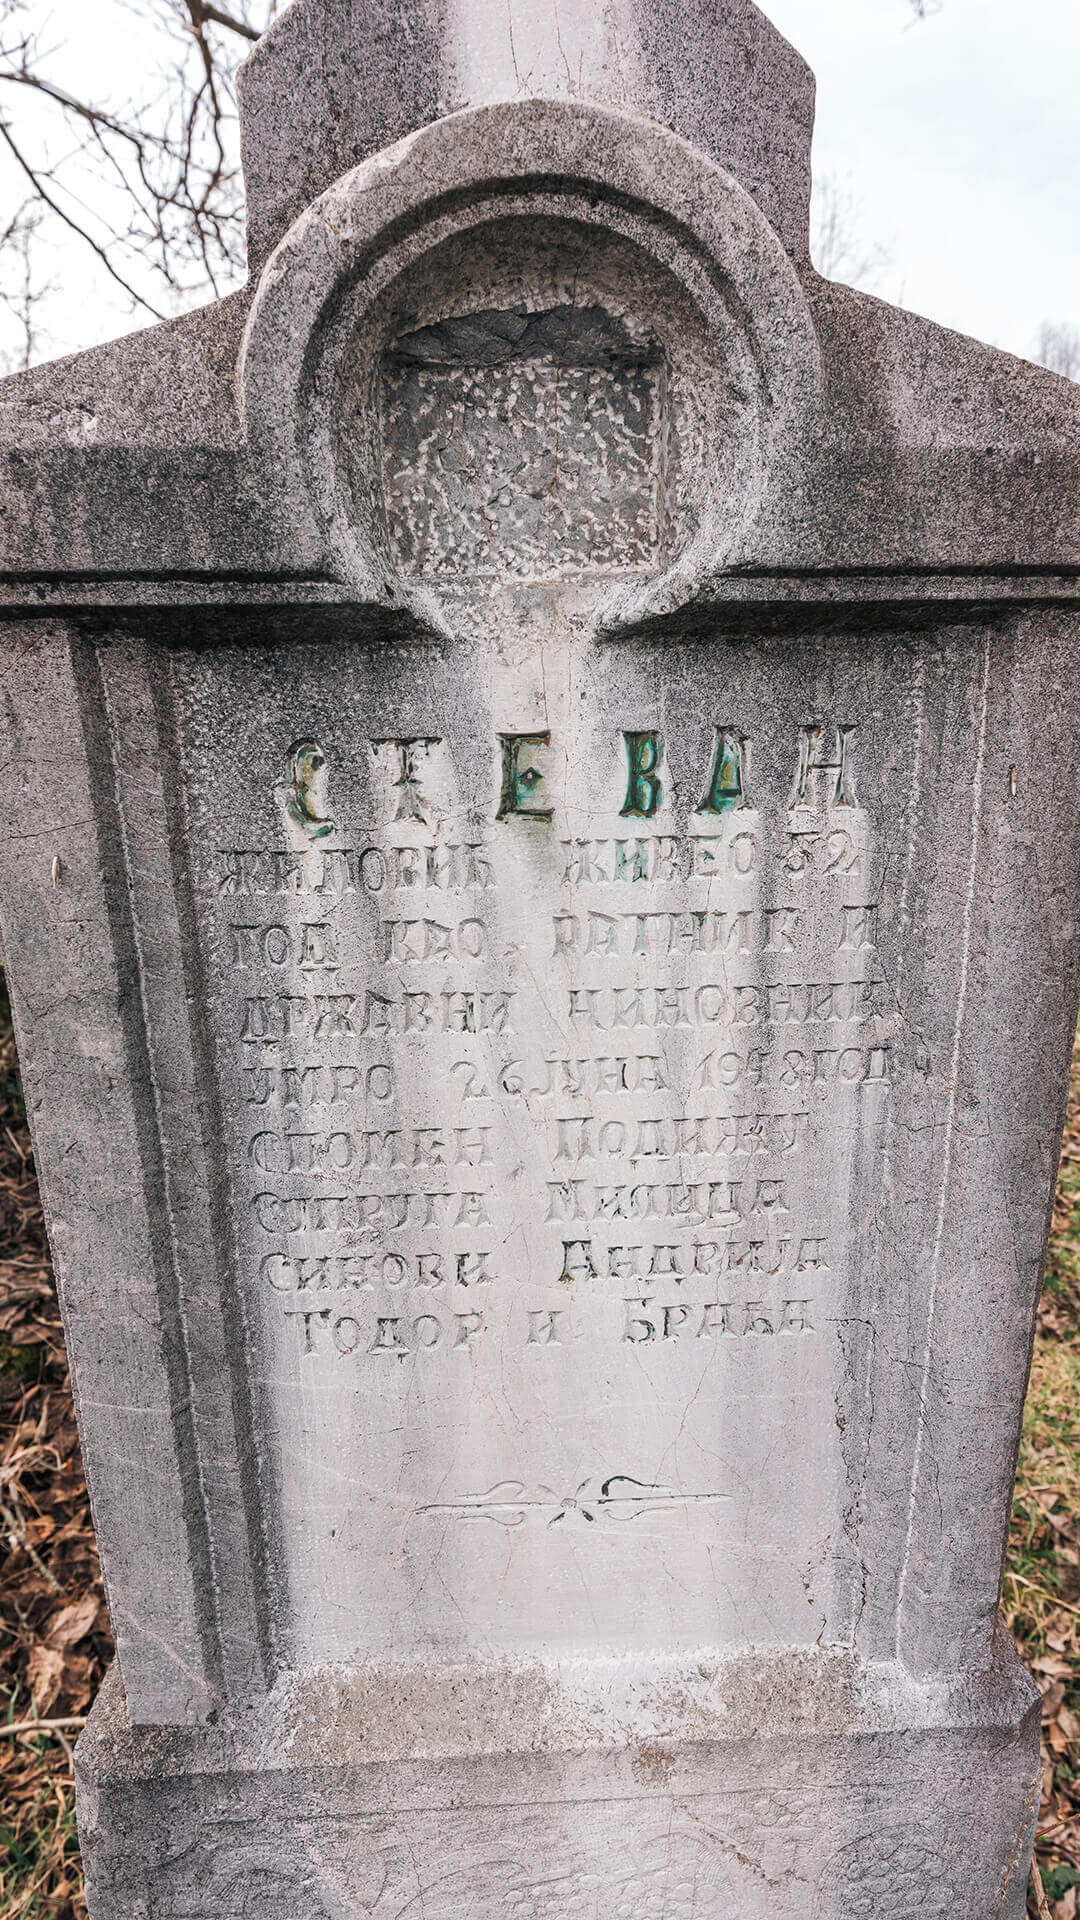 СТЕВАН
ЖИЛОВИЋ ЖИВЕО 52
ГОД КАО РАТНИК И
ДРЖАВНИ ЧИНОВНИК
УМРО 26 ЈУНА 1948 ГОД
СПОМЕН ПОДИЖУ
СУПРУГА МИЛИЦА
СИНОВИ АНДРИЈА
ТОДОР И БРАЋА